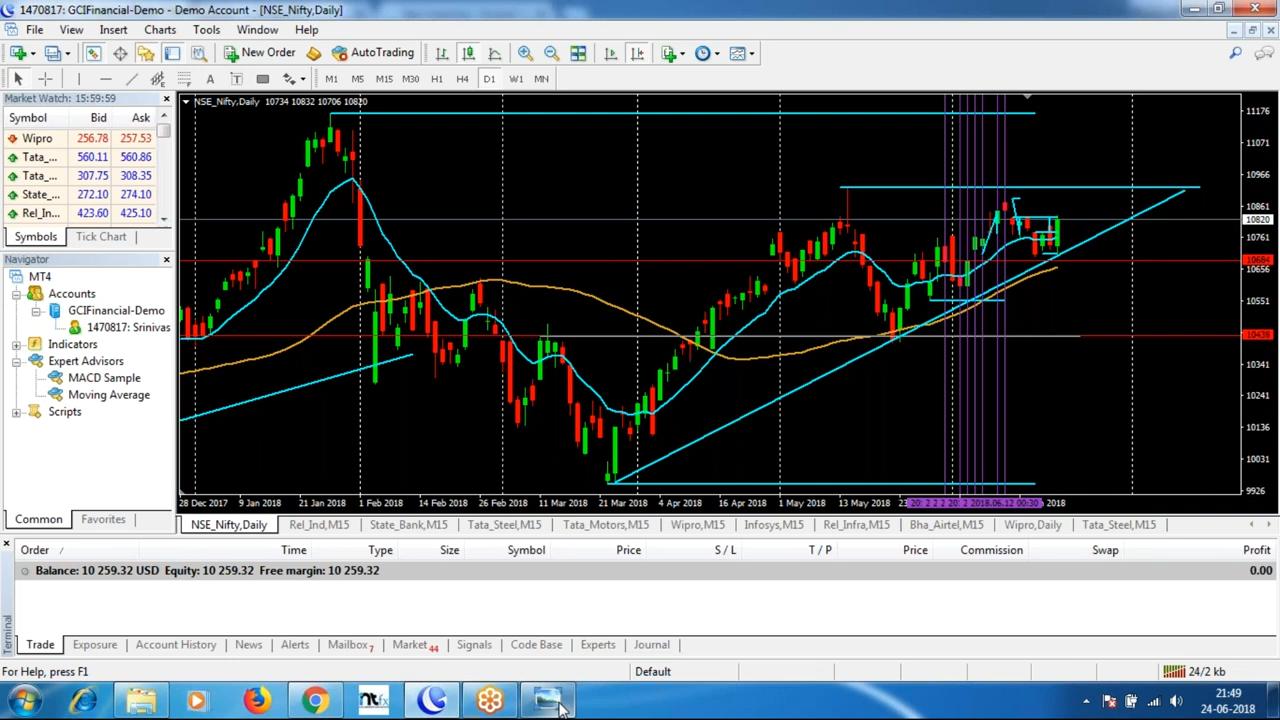 1470817: GCIFinancial-Demo - Demo Account - [NSE_Nifty,Daily]
File View Insert Charts Tools Window Help
New Order AutoTrading
M1 M5 M15 M30 H1 H4 D1 W1 MN
Market Watch: 15:59:59
Symbol Bid Ask
Wipro 256.78 257.53
Tata_... 560.11 560.86
Tata_... 307.75 308.35
State_... 272.10 274.10
Rel_In... 423.60 425.10
Symbols Tick Chart
Navigator
MT4
Accounts
GCIFinancial-Demo
1470817: Srinivas
Indicators
Expert Advisors
MACD Sample
Moving Average
Scripts
Common Favorites
NSE_Nifty,Daily 10734 10832 10706 10820
11176
11071
10966
10861
10820
10761
10684
10656
10551
10436
10341
10241
10136
10031
9926
28 Dec 2017 9 Jan 2018 21 Jan 2018 1 Feb 2018 14 Feb 2018 26 Feb 2018 11 Mar 2018 21 Mar 2018 4 Apr 2018 16 Apr 2018 1 May 2018 13 May 2018 2018.06.12 00:30 2018
NSE_Nifty,Daily Rel_Ind,M15 State_Bank,M15 Tata_Steel,M15 Tata_Motors,M15 Wipro,M15 Infosys,M15 Rel_Infra,M15 Bha_Airtel,M15 Wipro,Daily Tata_Steel,M15
Order / Time Type Size Symbol Price S / L T / P Price Commission Swap Profit
Balance: 10 259.32 USD Equity: 10 259.32 Free margin: 10 259.32 0.00
Terminal
Trade Exposure Account History News Alerts Mailbox 7 Market 44 Signals Code Base Experts Journal
For Help, press F1 Default 24/2 kb
ntfx
21:49
24-06-2018